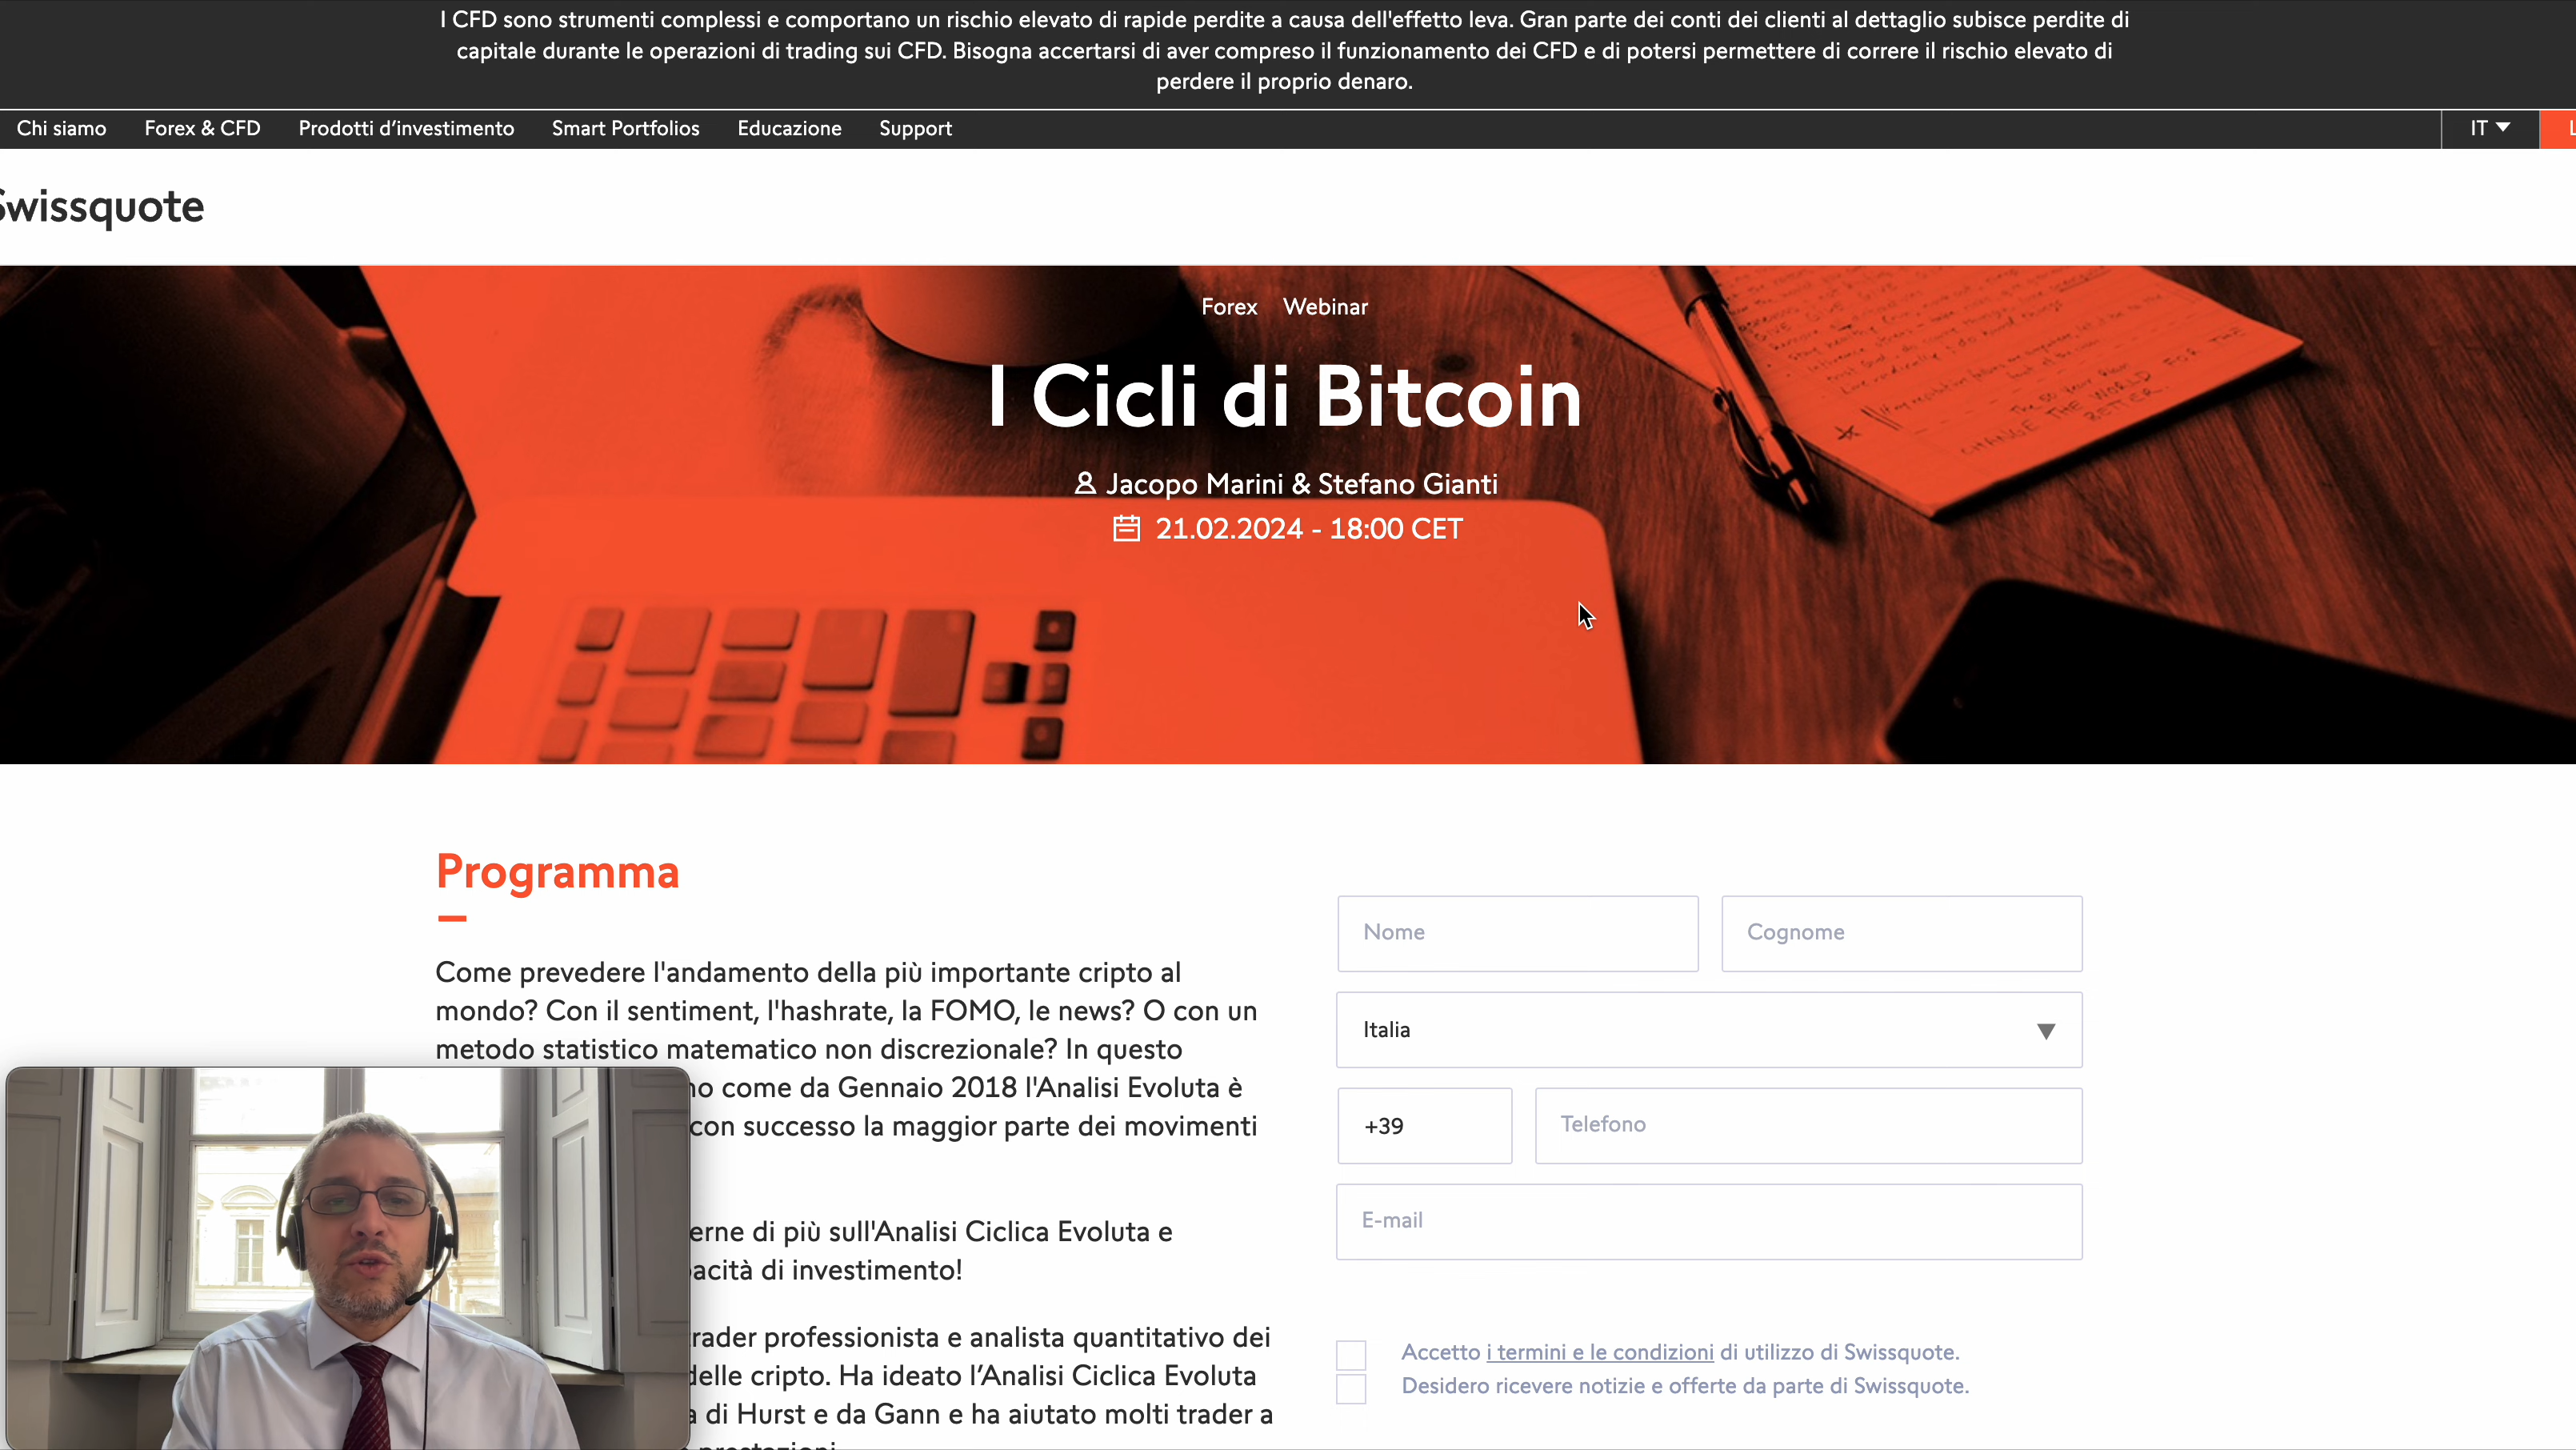 I CFD sono strumenti complessi e comportano un rischio elevato di rapide perdite a causa dell'effetto leva. Gran parte dei conti dei clienti al dettaglio subisce perdite di
capitale durante le operazioni di trading sui CFD. Bisogna accertarsi di aver compreso il funzionamento dei CFD e di potersi permettere di correre il rischio elevato di
perdere il proprio denaro.
Chi siamo Forex & CFD Prodotti d’investimento Smart Portfolios Educazione Support IT
Swissquote
Forex Webinar
I Cicli di Bitcoin
Jacopo Marini & Stefano Gianti
21.02.2024 - 18:00 CET
Programma
Come prevedere l'andamento della più importante cripto al
mondo? Con il sentiment, l'hashrate, la FOMO, le news? O con un
metodo statistico matematico non discrezionale? In questo
come da Gennaio 2018 l'Analisi Evoluta è
con successo la maggior parte dei movimenti
di più sull'Analisi Ciclica Evoluta e
di investimento!
professionista e analista quantitativo dei
delle cripto. Ha ideato l’Analisi Ciclica Evoluta
di Hurst e da Gann e ha aiutato molti trader a
Nome Cognome
Italia
+39 Telefono
E-mail
Accetto i termini e le condizioni di utilizzo di Swissquote.
Desidero ricevere notizie e offerte da parte di Swissquote.